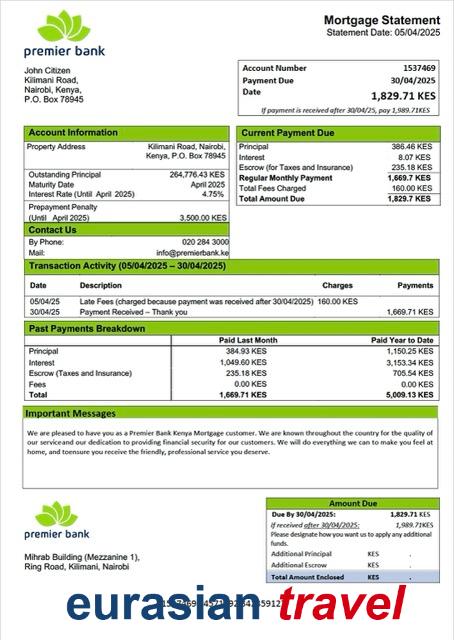 premier bank
Mortgage Statement
Statement Date: 05/04/2025
John Citizen
Kilimani Road,
Nairobi, Kenya,
P.O. Box 78945
Account Number 1537469
Payment Due 30/04/2025
Date
1,829.71 KES
If payment is received after 30/04/25, pay 1,989.71KES
Account Information
Property Address Kilimani Road, Nairobi,
Kenya, P.O. Box 78945
Outstanding Principal 264,776.43 KES
Maturity Date April 2025
Interest Rate (Until April 2025) 4.75%
Prepayment Penalty
(Until April 2025) 3,500.00 KES
Contact Us
By Phone: 020 284 3000
Mail: info@premierbank.ke
Current Payment Due
Principal 386.46 KES
Interest 8.07 KES
Escrow (for Taxes and Insurance) 235.18 KES
Regular Monthly Payment 1,669.7 KES
Total Fees Charged 160.00 KES
Total Amount Due 1,829.7 KES
Transaction Activity (05/04/2025 – 30/04/2025)
Date Description Charges Payments
05/04/25 Late Fees (charged because payment was received after 30/04/2025) 160.00 KES
30/04/25 Payment Received – Thank you 1,669.71 KES
Past Payments Breakdown
Paid Last Month Paid Year to Date
Principal 384.93 KES 1,150.25 KES
Interest 1,049.60 KES 3,153.34 KES
Escrow (Taxes and Insurance) 235.18 KES 705.54 KES
Fees 0.00 KES 0.00 KES
Total 1,669.71 KES 5,009.13 KES
Important Messages
We are pleased to have you as a Premier Bank Kenya Mortgage customer. We are known throughout the country for the quality of
our service and our dedication to providing financial security for our customers. We will do everything we can to make you feel at
home, and toensure you receive the friendly, professional service you deserve.
premier bank
Mihrab Building (Mezzanine 1),
Ring Road, Kilimani, Nairobi
Amount Due
Due By 30/04/2025: 1,829.71 KES
If received after 30/04/2025: 1,989.71KES
Please designate how you want us to apply any additional
funds.
Additional Principal KES .
Additional Escrow KES .
Total Amount Enclosed KES .
eurasian travel